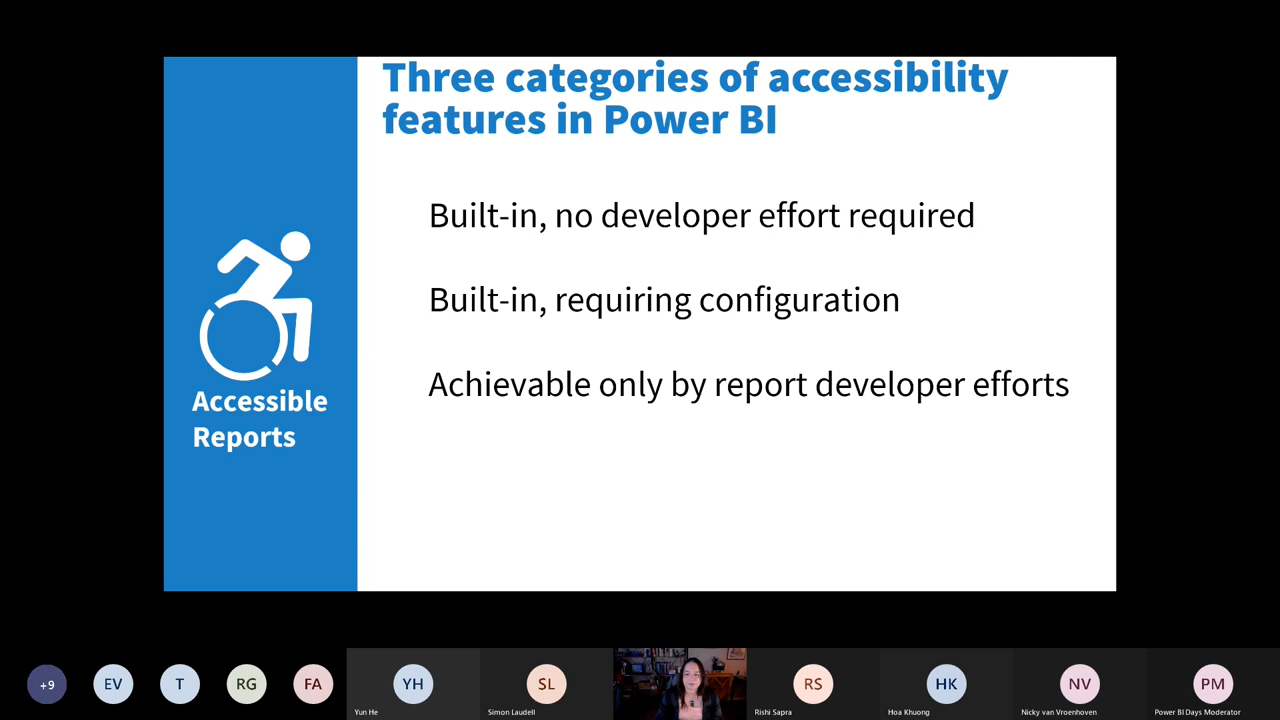 Three categories of accessibility
features in Power BI
Built-in, no developer effort required
Built-in, requiring configuration
Achievable only by report developer efforts
Accessible
Reports
+9
EV
T
RG
FA
YH
SL
RS
HK
NV
PM
Yun He
Simon Laudell
Rishi Sapra
Hoa Khuong
Nicky van Vroenhoven
Power BI Days Moderator